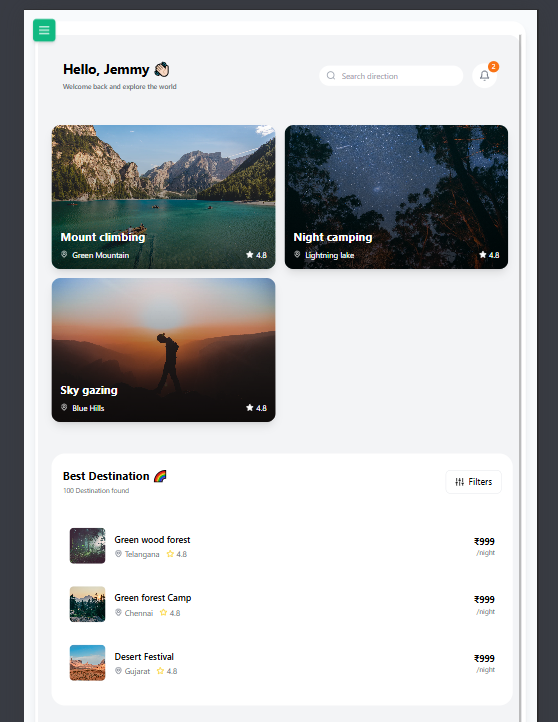 Hello, Jemmy 👋🏻
Welcome back and explore the world
Search direction
2
Mount climbing
Green Mountain
4.8
Night camping
Lightning lake
4.8
Sky gazing
Blue Hills
4.8
Best Destination 🌈
100 Destination found
Filters
Green wood forest
Telangana 4.8
₹999
/night
Green forest Camp
Chennai 4.8
₹999
/night
Desert Festival
Gujarat 4.8
₹999
/night